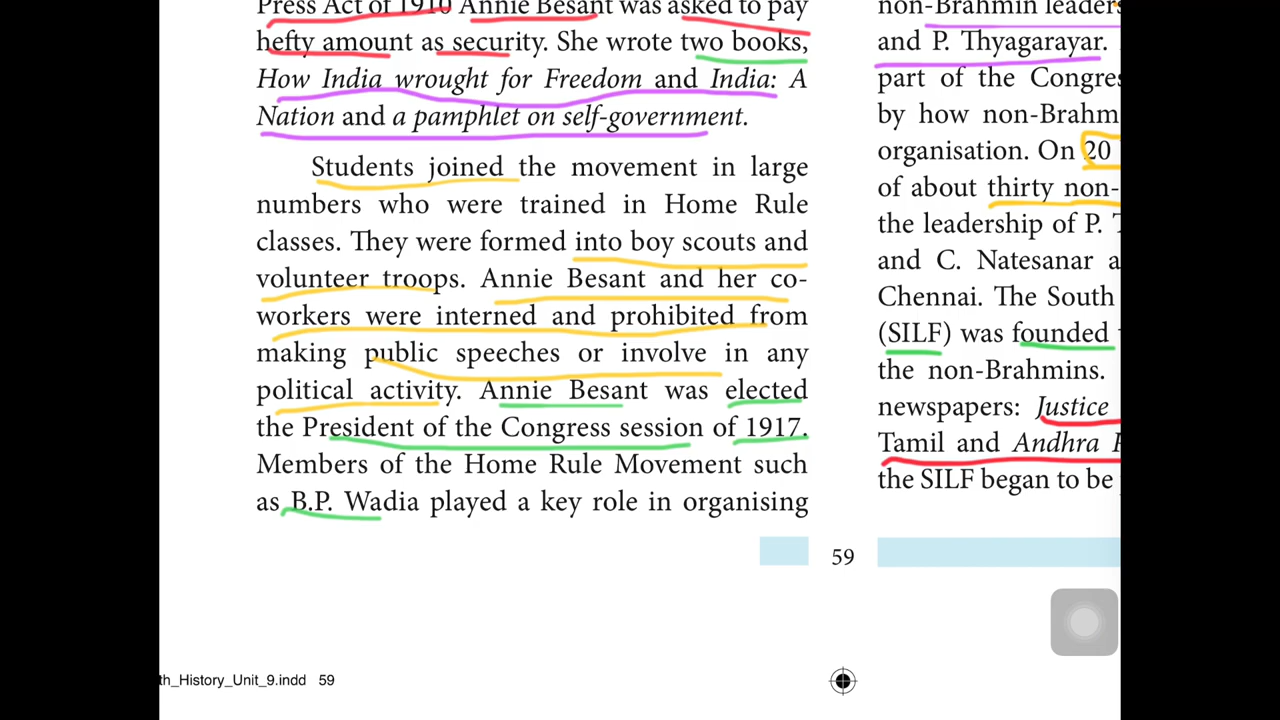 Press Act of 1910 Annie Besant was asked to pay
hefty amount as security. She wrote two books,
How India wrought for Freedom and India: A
Nation and a pamphlet on self-government.
Students joined the movement in large
numbers who were trained in Home Rule
classes. They were formed into boy scouts and
volunteer troops. Annie Besant and her co-
workers were interned and prohibited from
making public speeches or involve in any
political activity. Annie Besant was elected
the President of the Congress session of 1917.
Members of the Home Rule Movement such
as B.P. Wadia played a key role in organising
non-Brahmin leaders
and P. Thyagarayar.
part of the Congres
by how non-Brahm
organisation. On 20
of about thirty non-
the leadership of P. T
and C. Natesanar a
Chennai. The South
(SILF) was founded
the non-Brahmins.
newspapers: Justice
Tamil and Andhra
the SILF began to be
59
th_History_Unit_9.indd 59